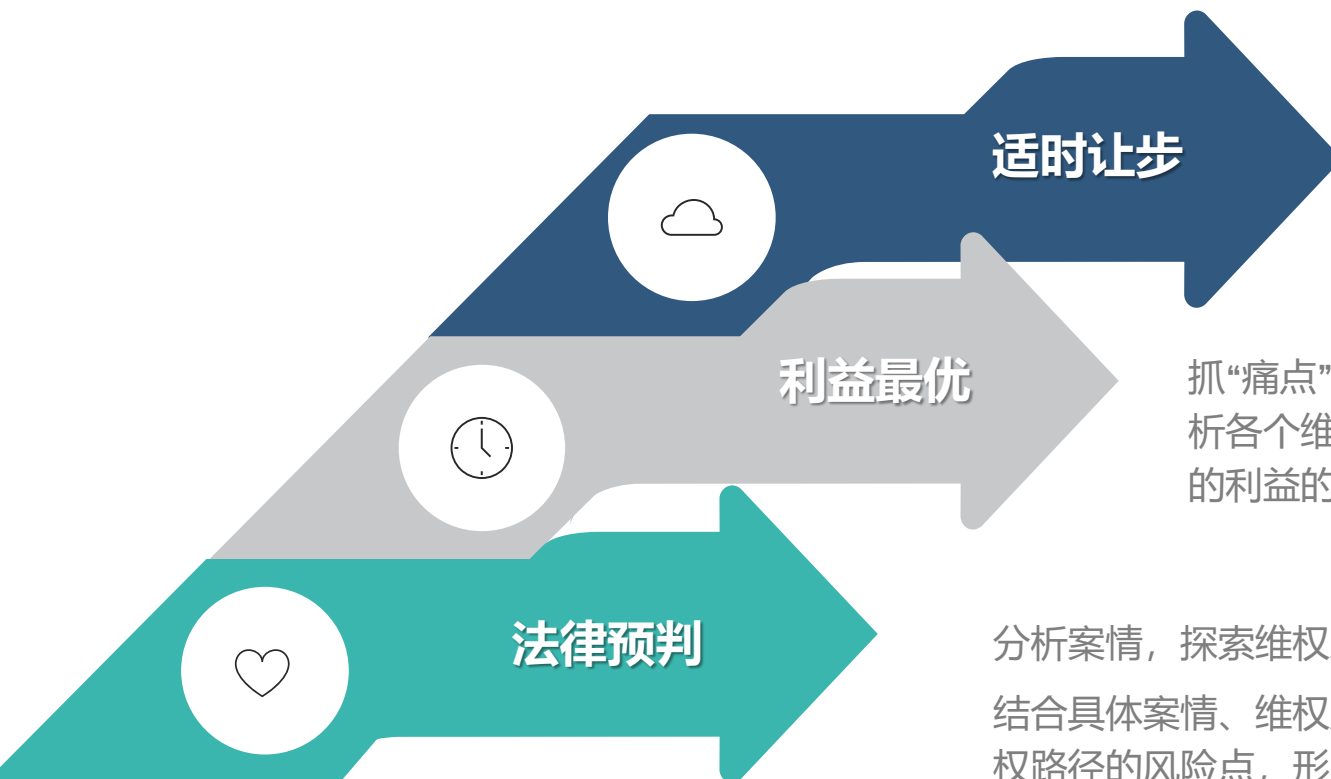 适时让步
利益最优
抓“痛点”
析各个维
的利益的
法律预判
分析案情，探索维权
结合具体案情、维权
权路径的风险点，形